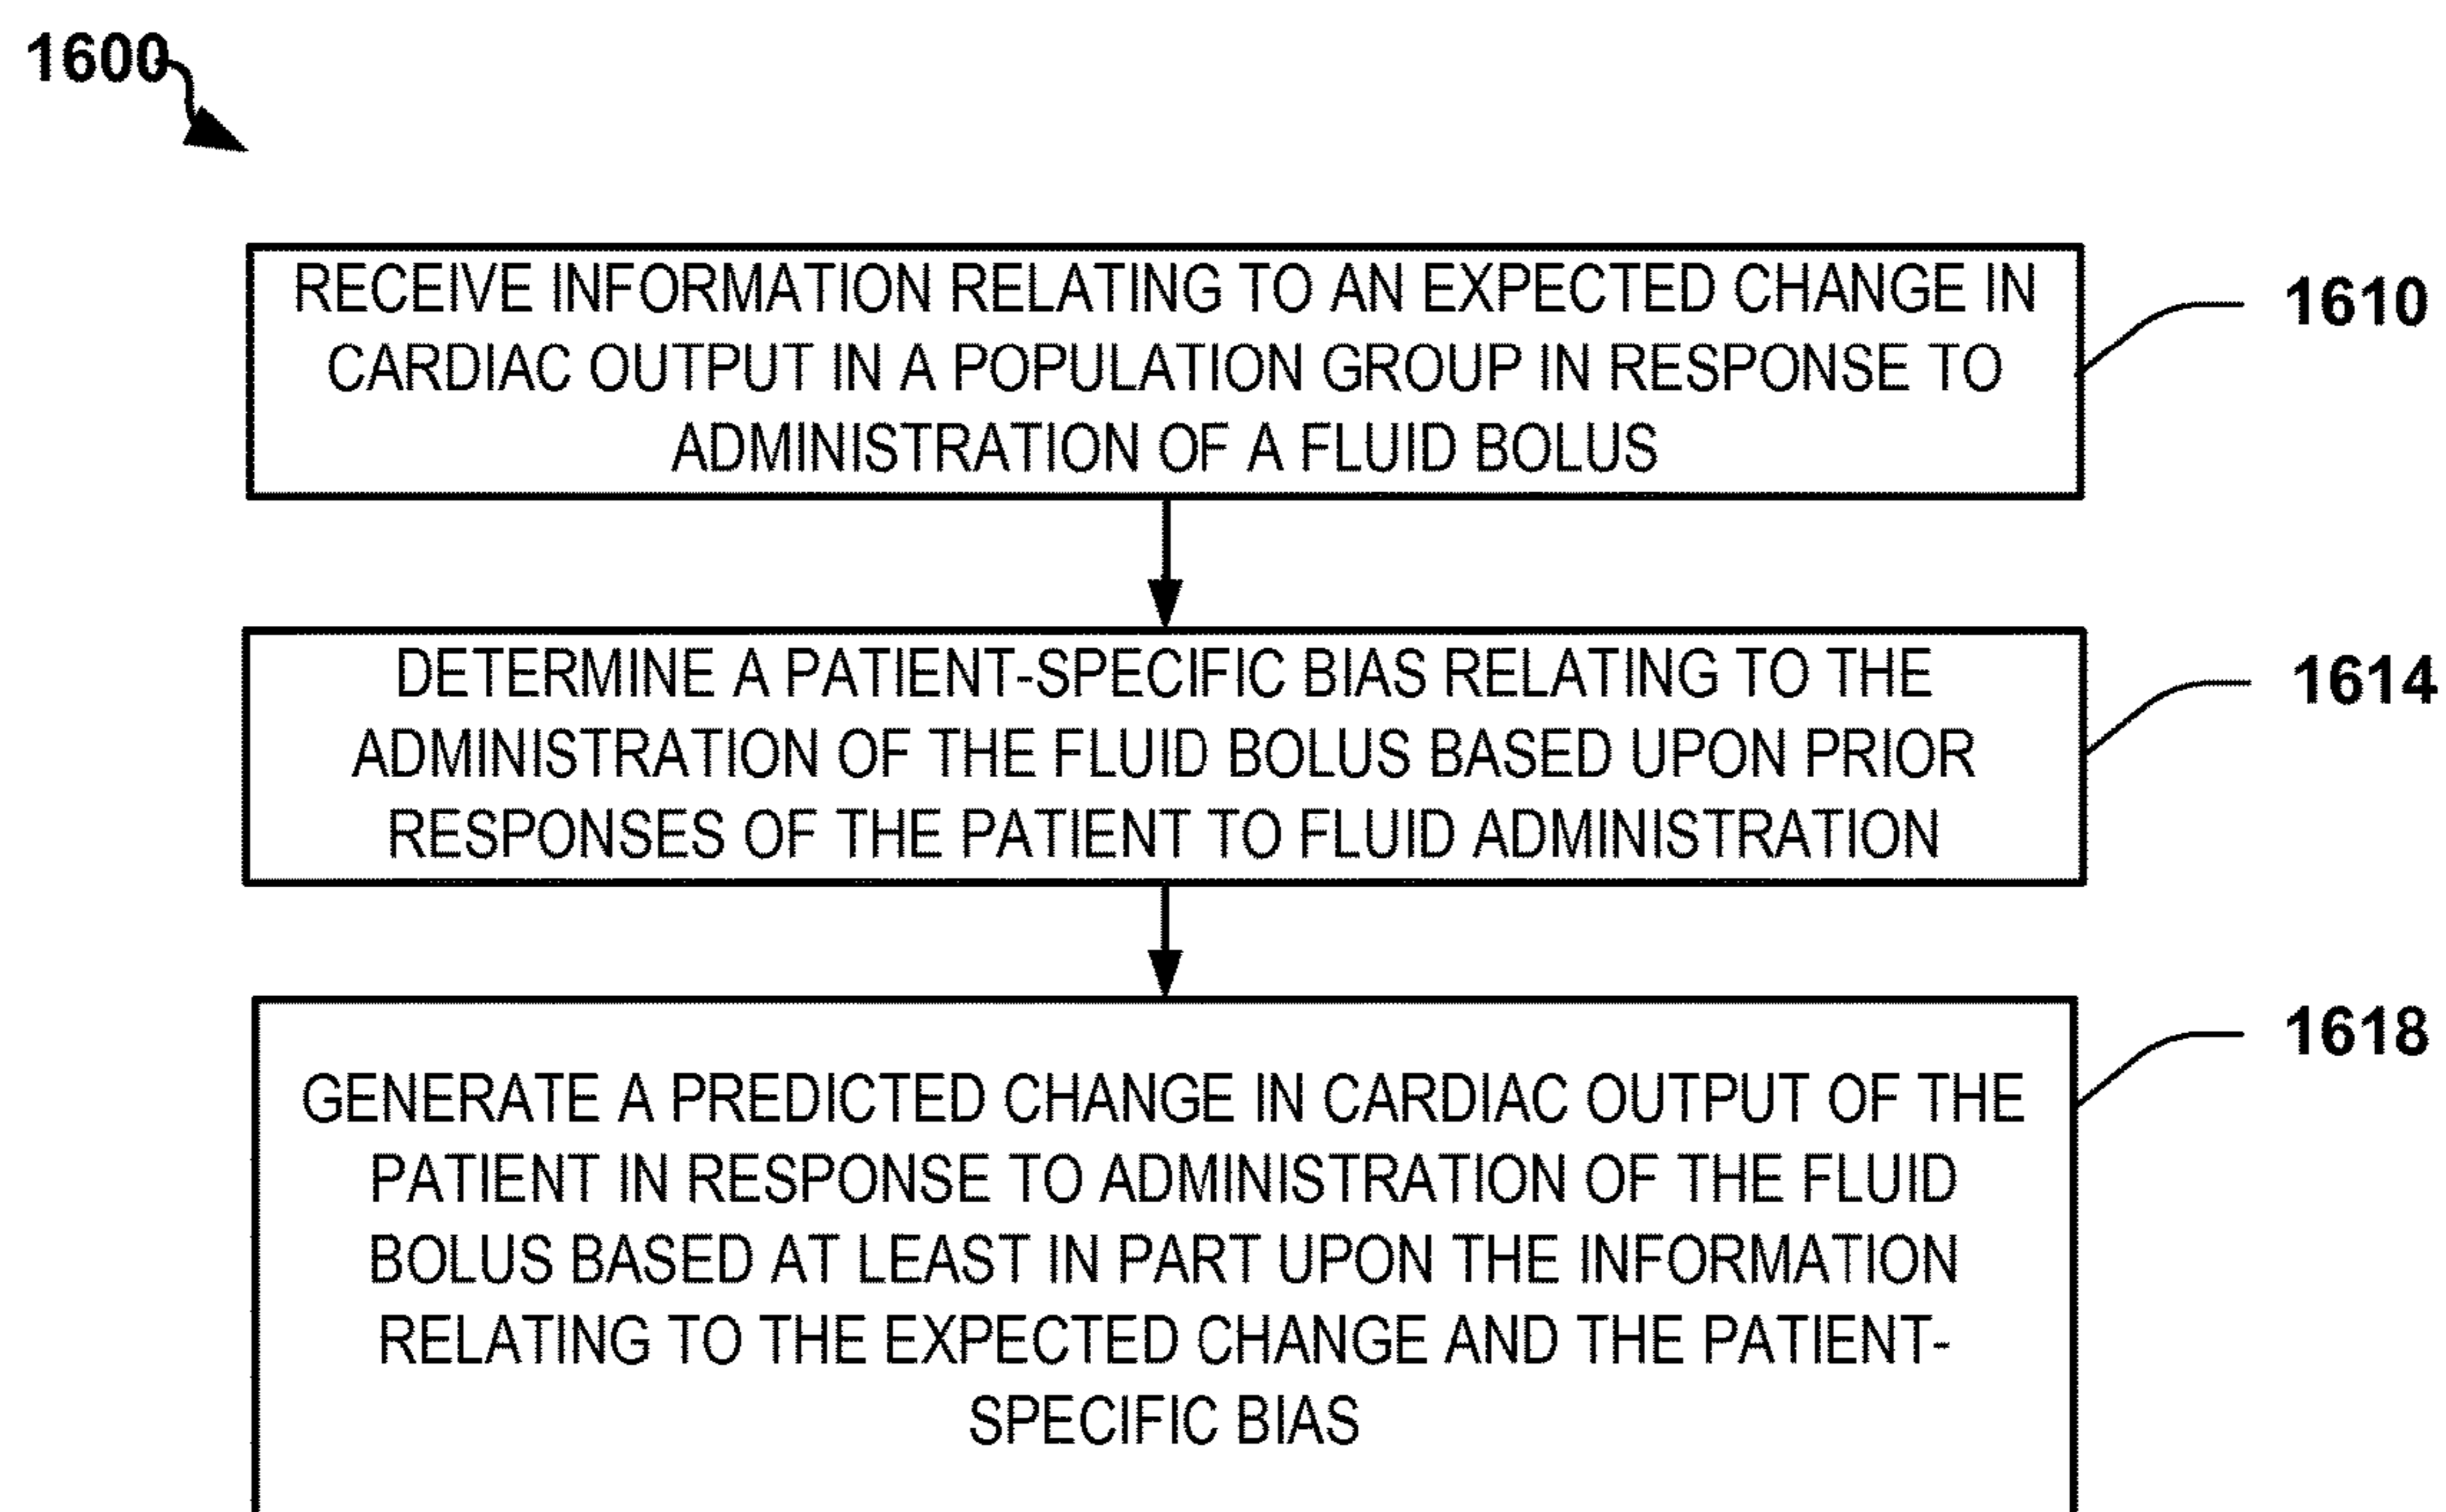 1600
RECEIVE INFORMATION RELATING TO AN EXPECTED CHANGE IN
CARDIAC OUTPUT IN A POPULATION GROUP IN RESPONSE TO
ADMINISTRATION OF A FLUID BOLUS
1610
DETERMINE A PATIENT-SPECIFIC BIAS RELATING TO THE
ADMINISTRATION OF THE FLUID BOLUS BASED UPON PRIOR
RESPONSES OF THE PATIENT TO FLUID ADMINISTRATION
1614
GENERATE A PREDICTED CHANGE IN CARDIAC OUTPUT OF THE
PATIENT IN RESPONSE TO ADMINISTRATION OF THE FLUID
BOLUS BASED AT LEAST IN PART UPON THE INFORMATION
RELATING TO THE EXPECTED CHANGE AND THE PATIENT-
SPECIFIC BIAS
1618